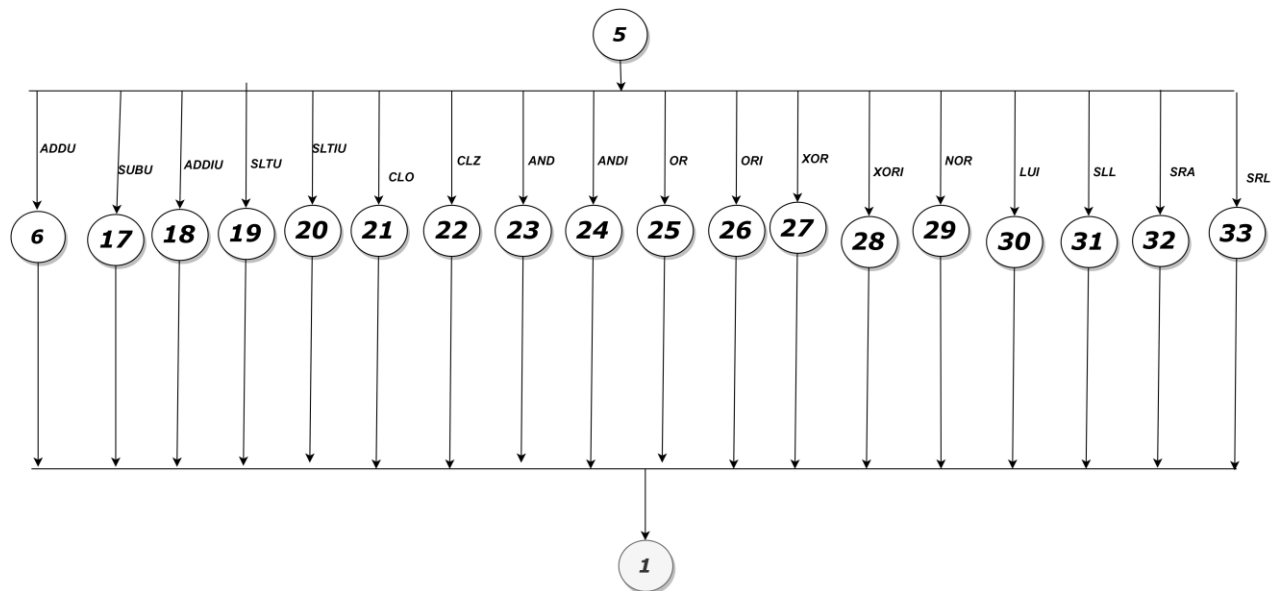 5
ADDU
SUBU
ADDIU
SLTU
SLTIU
CLO
CLZ
AND
ANDI
OR
ORI
XOR
XORI
NOR
LUI
SLL
SRA
SRL
6
17
18
19
20
21
22
23
24
25
26
27
28
29
30
31
32
33
1